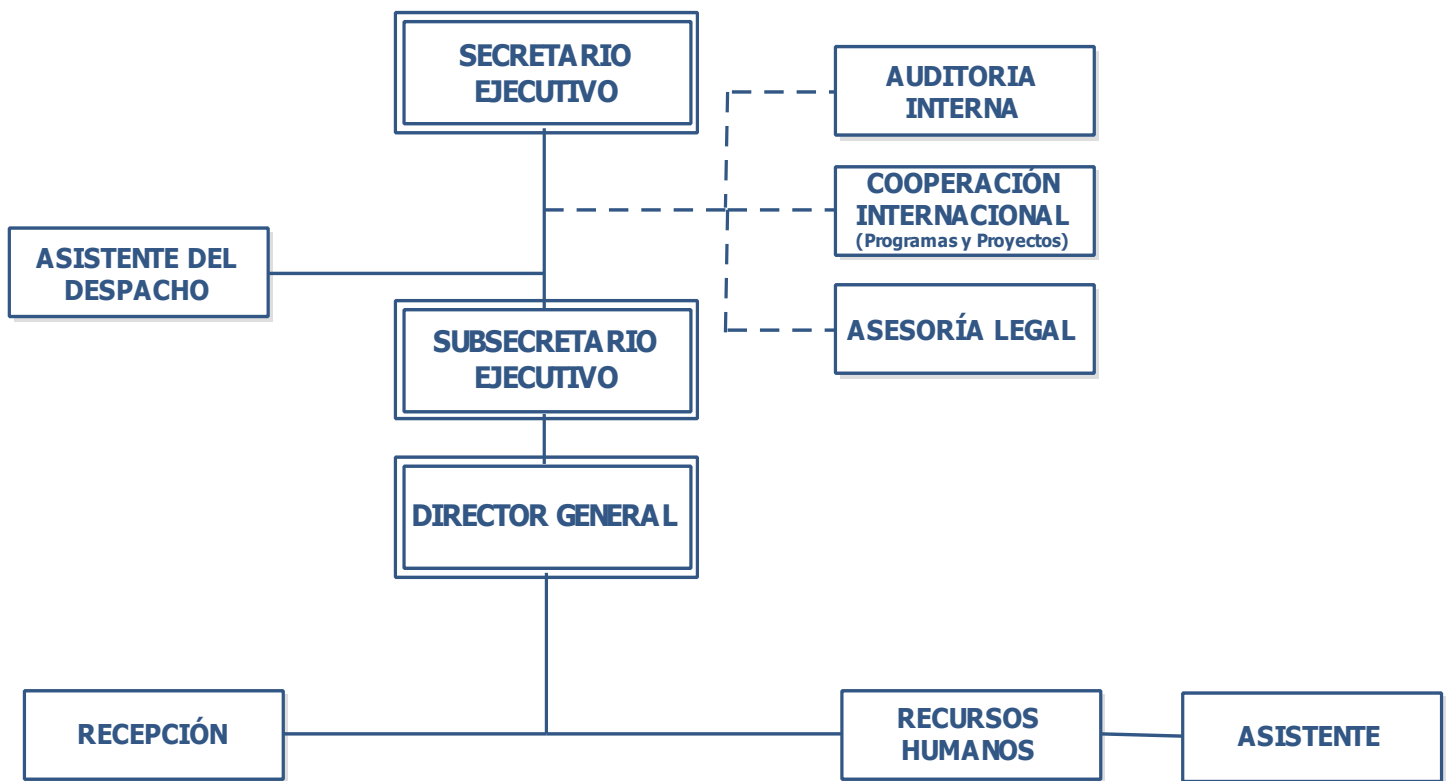 SECRETARIO
EJECUTIVO
AUDITORIA
INTERNA
COOPERACIÓN
INTERNACIONAL
(Programas y Proyectos)
ASISTENTE DEL
DESPACHO
ASESORÍA LEGAL
SUBSECRETARIO
EJECUTIVO
DIRECTOR GENERAL
RECEPCIÓN
RECURSOS
HUMANOS
ASISTENTE